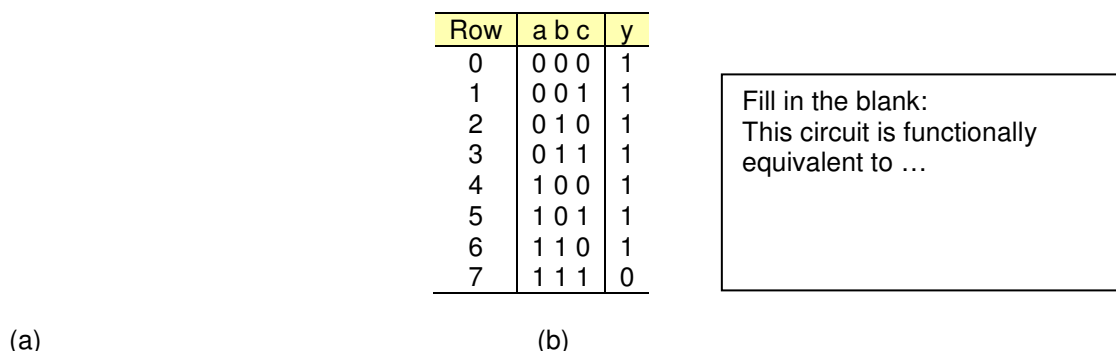 Row a b c y
0 0 0 0 1
1 0 0 1 1
2 0 1 0 1
3 0 1 1 1
4 1 0 0 1
5 1 0 1 1
6 1 1 0 1
7 1 1 1 0
Fill in the blank:
This circuit is functionally
equivalent to …
(a) (b)